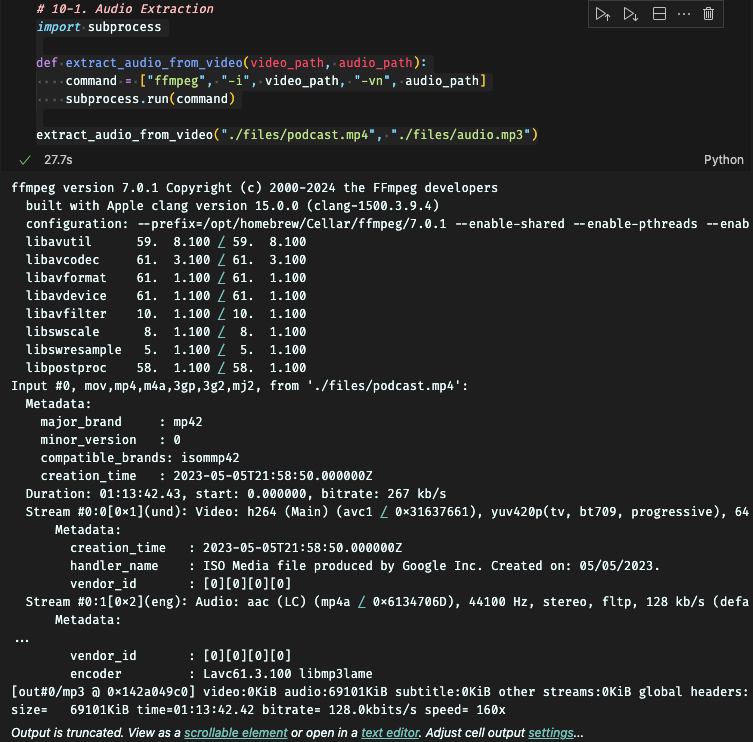 # 10-1. Audio Extraction
import subprocess
def extract_audio_from_video(video_path, audio_path):
    command = ["ffmpeg", "-i", video_path, "-vn", audio_path]
    subprocess.run(command)
extract_audio_from_video("./files/podcast.mp4", "./files/audio.mp3")
27.7s Python
ffmpeg version 7.0.1 Copyright (c) 2000-2024 the FFmpeg developers
  built with Apple clang version 15.0.0 (clang-1500.3.9.4)
  configuration: --prefix=/opt/homebrew/Cellar/ffmpeg/7.0.1 --enable-shared --enable-pthreads --enab
  libavutil      59.  8.100 / 59.  8.100
  libavcodec     61.  3.100 / 61.  3.100
  libavformat    61.  1.100 / 61.  1.100
  libavdevice    61.  1.100 / 61.  1.100
  libavfilter    10.  1.100 / 10.  1.100
  libswscale      8.  1.100 /  8.  1.100
  libswresample   5.  1.100 /  5.  1.100
  libpostproc    58.  1.100 / 58.  1.100
Input #0, mov,mp4,m4a,3gp,3g2,mj2, from './files/podcast.mp4':
  Metadata:
    major_brand     : mp42
    minor_version   : 0
    compatible_brands: isommp42
    creation_time   : 2023-05-05T21:58:50.000000Z
  Duration: 01:13:42.43, start: 0.000000, bitrate: 267 kb/s
  Stream #0:0[0x1](und): Video: h264 (Main) (avc1 / 0x31637661), yuv420p(tv, bt709, progressive), 64
      Metadata:
        creation_time   : 2023-05-05T21:58:50.000000Z
        handler_name    : ISO Media file produced by Google Inc. Created on: 05/05/2023.
        vendor_id       : [0][0][0][0]
  Stream #0:1[0x2](eng): Audio: aac (LC) (mp4a / 0x6134706D), 44100 Hz, stereo, fltp, 128 kb/s (defa
      Metadata:
...
        vendor_id       : [0][0][0][0]
        encoder         : Lavc61.3.100 libmp3lame
[out#0/mp3 @ 0x142a049c0] video:0KiB audio:69101KiB subtitle:0KiB other streams:0KiB global headers:
size=   69101KiB time=01:13:42.42 bitrate= 128.0kbits/s speed= 160x
Output is truncated. View as a scrollable element or open in a text editor. Adjust cell output settings...